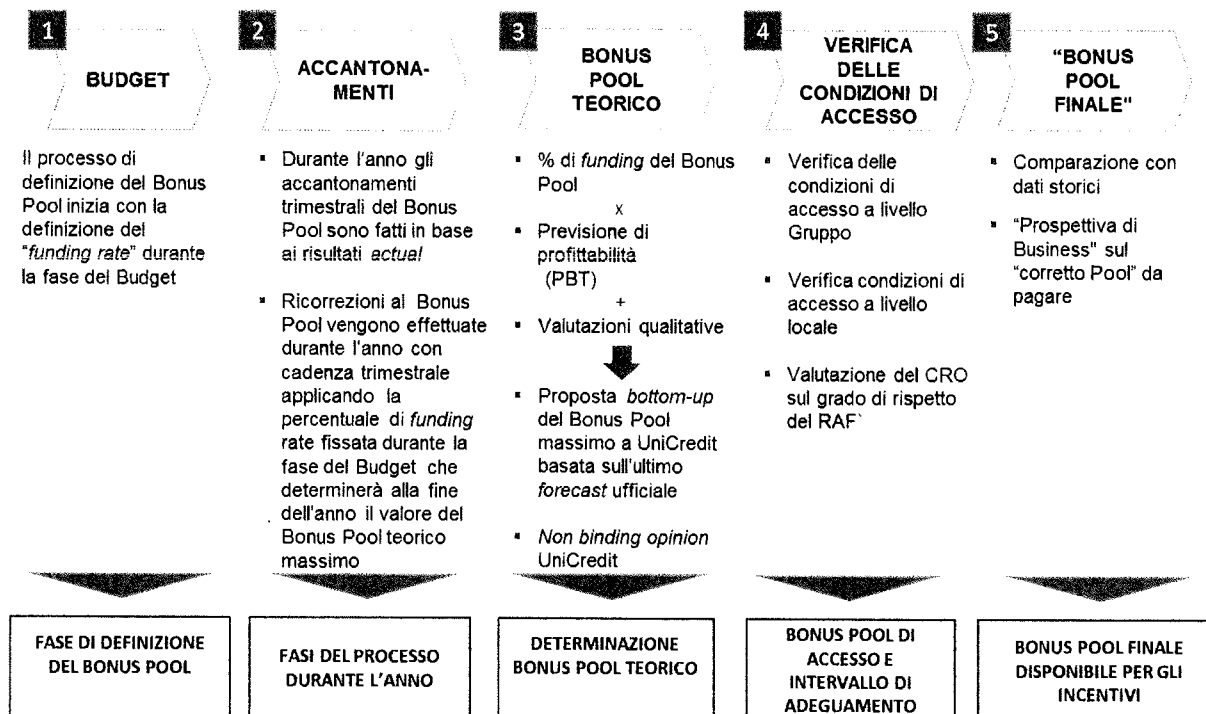 1
BUDGET
Il processo di
definizione del Bonus
Pool inizia con la
definizione del
"funding rate" durante
la fase del Budget
FASE DI DEFINIZIONE
DEL BONUS POOL
2
ACCANTONA-
MENTI
▪ Durante l'anno gli
accantonamenti
trimestrali del Bonus
Pool sono fatti in base
ai risultati actual
▪ Ricorrezioni al Bonus
Pool vengono effettuate
durante l'anno con
cadenza trimestrale
applicando la
percentuale di funding
rate fissata durante la
fase del Budget che
determinerà alla fine
dell'anno il valore del
Bonus Pool teorico
massimo
FASI DEL PROCESSO
DURANTE L'ANNO
3
BONUS
POOL
TEORICO
▪ % di funding del Bonus
Pool
x
▪ Previsione di
profittabilità
(PBT)
+
▪ Valutazioni qualitative
▪ Proposta bottom-up
del Bonus Pool
massimo a UniCredit
basata sull'ultimo
forecast ufficiale
▪ Non binding opinion
UniCredit
DETERMINAZIONE
BONUS POOL TEORICO
4
VERIFICA
DELLE
CONDIZIONI DI
ACCESSO
▪ Verifica delle
condizioni di
accesso a livello
Gruppo
▪ Verifica condizioni di
accesso a livello
locale
▪ Valutazione del CRO
sul grado di rispetto
del RAF`
BONUS POOL DI
ACCESSO E
INTERVALLO DI
ADEGUAMENTO
5
"BONUS
POOL
FINALE"
▪ Comparazione con
dati storici
▪ "Prospettiva di
Business" sul
"corretto Pool" da
pagare
BONUS POOL FINALE
DISPONIBILE PER GLI
INCENTIVI